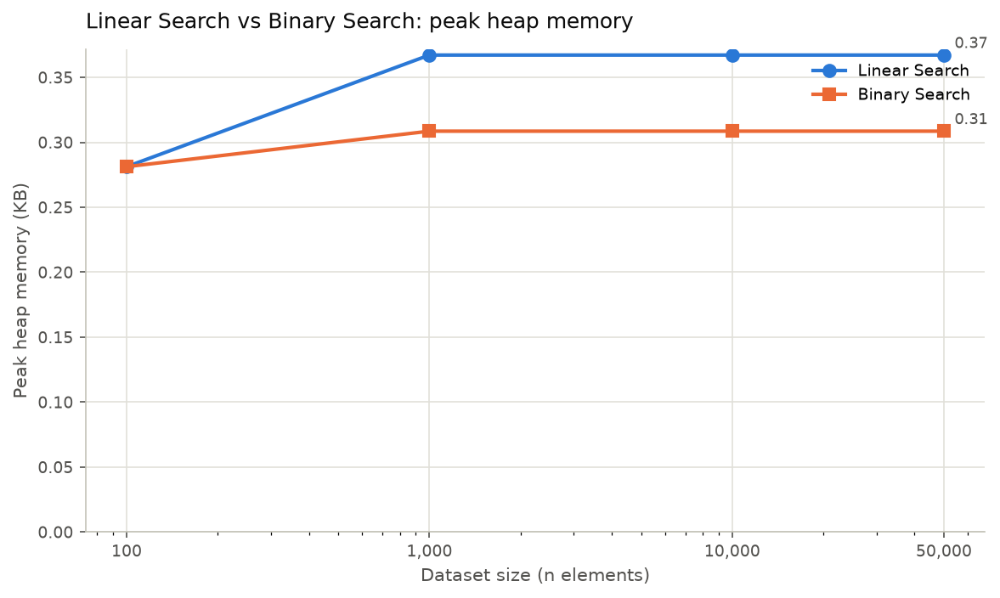 Linear Search vs Binary Search: peak heap memory
0.37
Linear Search
Binary Search
0.31
Peak heap memory (KB)
0.35
0.30
0.25
0.20
0.15
0.10
0.05
0.00
100
1,000
10,000
50,000
Dataset size (n elements)